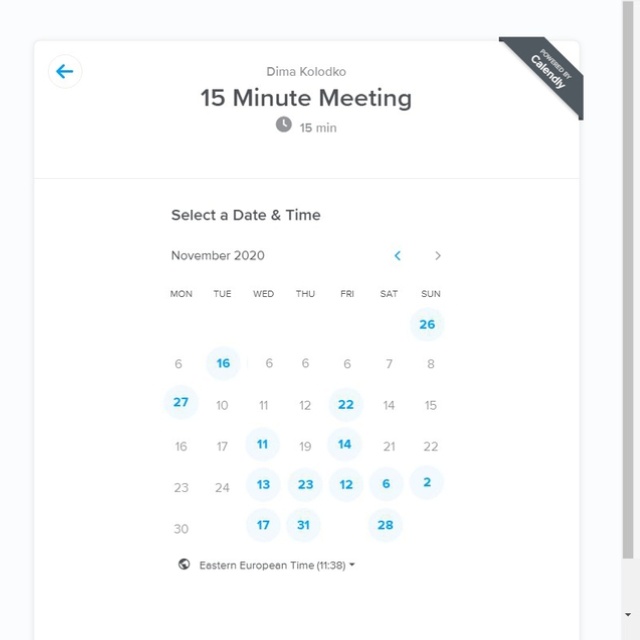 POWERED BY
Calendly
Dima Kolodko
15 Minute Meeting
15 min
Select a Date & Time
November 2020
MON TUE WED THU FRI SAT SUN
26
6 16 6 6 6 7 8
27 10 11 12 22 14 15
16 17 11 19 14 21 22
23 24 13 23 12 6 2
30 17 31 28
Eastern European Time (11:38)